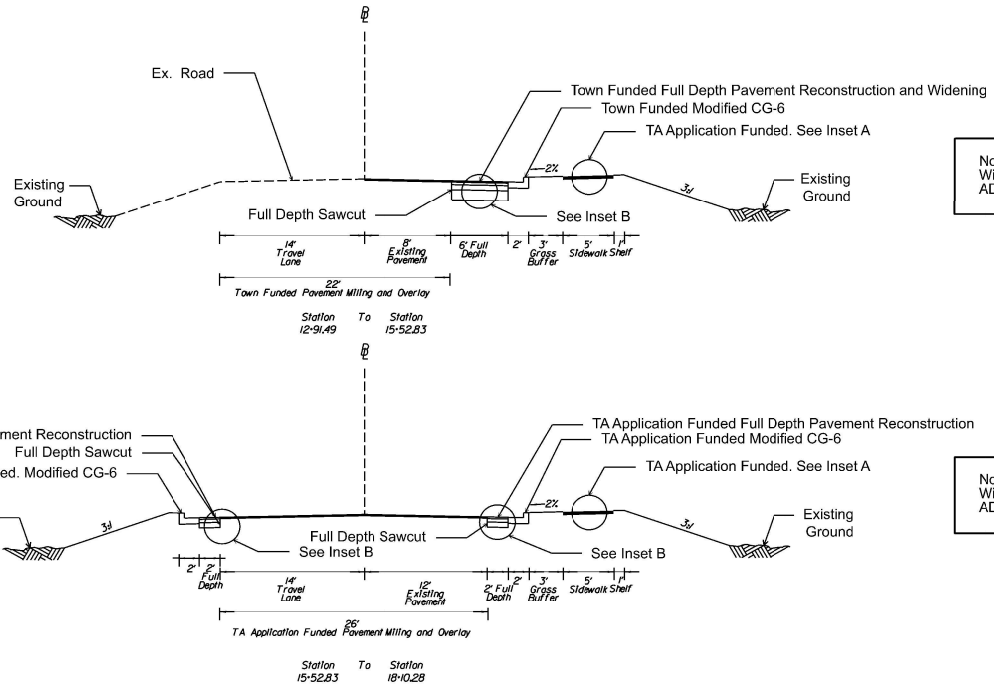 Ex. Road
Town Funded Full Depth Pavement Reconstruction and Widening
Town Funded Modified CG-6
TA Application Funded. See Inset A
2%
3:1
Existing
Ground
Existing
Ground
Full Depth Sawcut
See Inset B
14'
Travel
Lane
8'
Existing
Pavement
6' Full
Depth
2'
3'
Grass
Buffer
5'
Sidewalk
1'
Shelf
22'
Town Funded Pavement Milling and Overlay
Station To Station
12+91.49 15+52.83
No
Wi
AD
ment Reconstruction
Full Depth Sawcut
ed. Modified CG-6
TA Application Funded Full Depth Pavement Reconstruction
TA Application Funded Modified CG-6
TA Application Funded. See Inset A
2%
3:1
3:1
Existing
Ground
Full Depth Sawcut
See Inset B
See Inset B
2'
2'
Full
Depth
14'
Travel
Lane
12'
Existing
Pavement
2' Full
Depth
2'
3'
Grass
Buffer
5'
Sidewalk
1'
Shelf
26'
TA Application Funded Pavement Milling and Overlay
Station To Station
15+52.83 18+10.28
No
Wi
AD